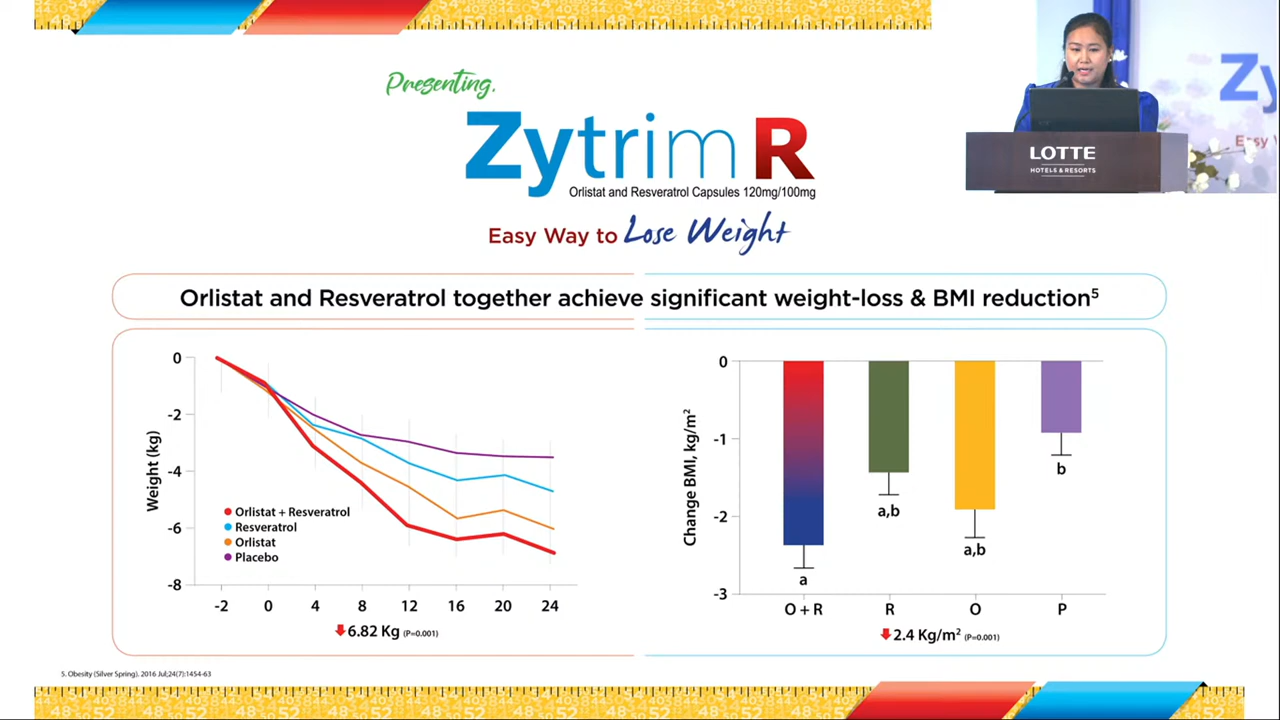 Presenting.
Zytrim R
Orlistat and Resveratrol Capsules 120mg/100mg
Easy Way to Lose Weight
LOTTE
HOTELS & RESORTS
Zy
Easy
Orlistat and Resveratrol together achieve significant weight-loss & BMI reduction⁵
Weight (kg)
0
-2
-4
-6
-8
Orlistat + Resveratrol
Resveratrol
Orlistat
Placebo
-2 0 4 8 12 16 20 24
6.82 Kg (P=0.001)
Change BMI, kg/m²
0
-1
-2
-3
a
a,b
a,b
b
O + R R O P
2.4 Kg/m² (P=0.001)
5. Obesity (Silver Spring). 2016 Jul;24(7):1454-63